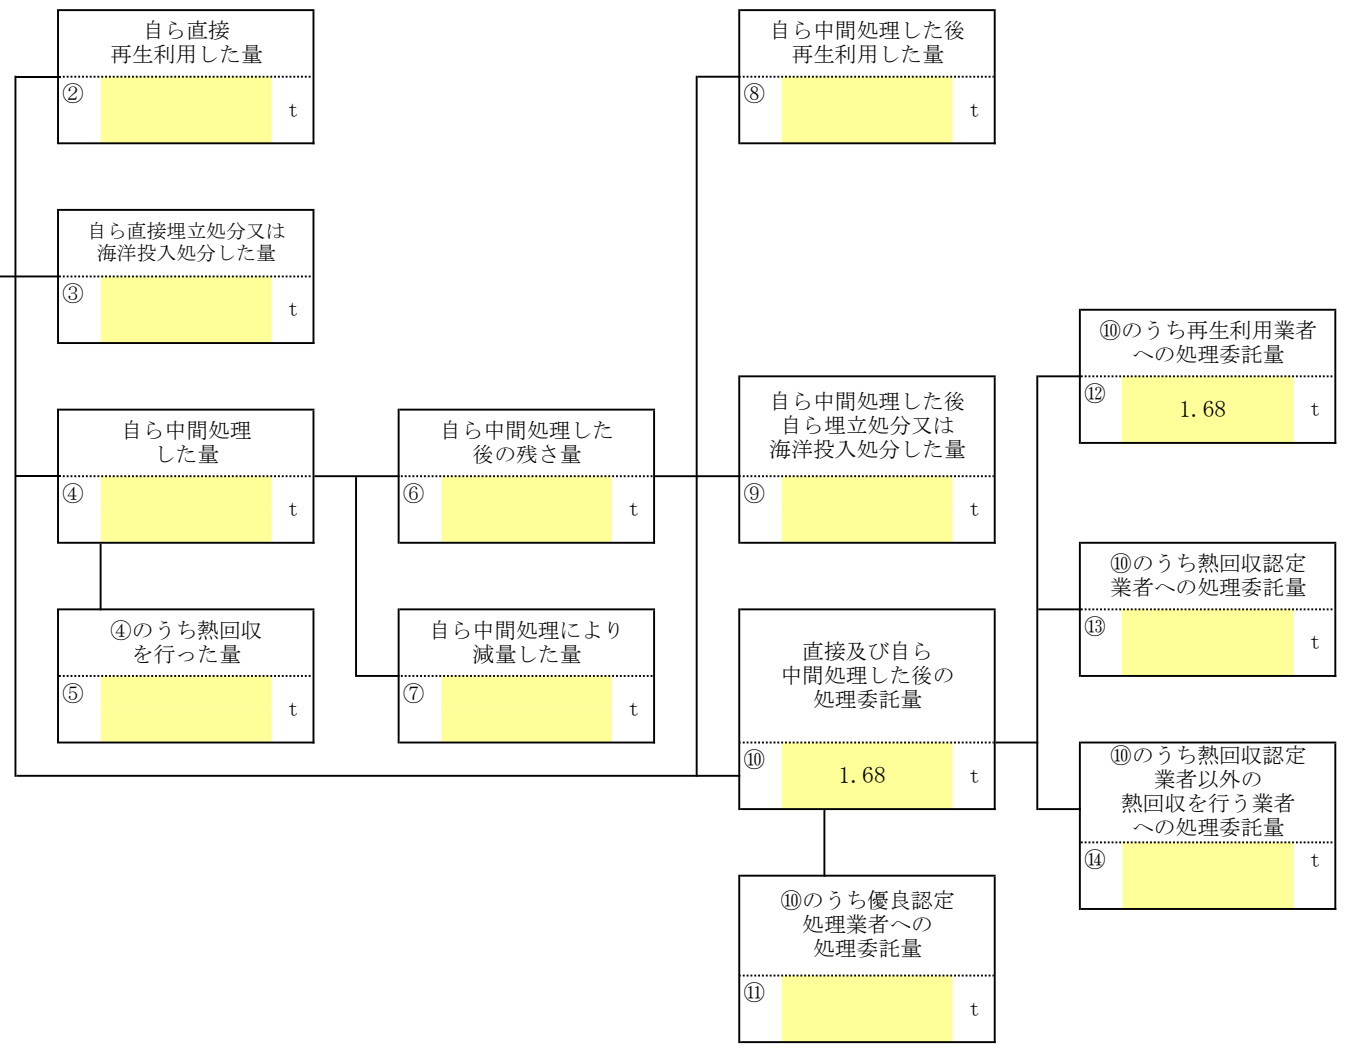 自ら直接
再生利用した量
②
t
自ら中間処理した後
再生利用した量
⑧
t
自ら直接埋立処分又は
海洋投入処分した量
③
t
⑩のうち再生利用業者
への処理委託量
⑫
1.68
t
自ら中間処理
した量
④
t
自ら中間処理した
後の残さ量
⑥
t
自ら中間処理した後
自ら埋立処分又は
海洋投入処分した量
⑨
t
⑩のうち熱回収認定
業者への処理委託量
⑬
t
④のうち熱回収
を行った量
⑤
t
自ら中間処理により
減量した量
⑦
t
直接及び自ら
中間処理した後の
処理委託量
⑩
1.68
t
⑩のうち熱回収認定
業者以外の
熱回収を行う業者
への処理委託量
⑭
t
⑩のうち優良認定
処理業者への
処理委託量
⑪
t